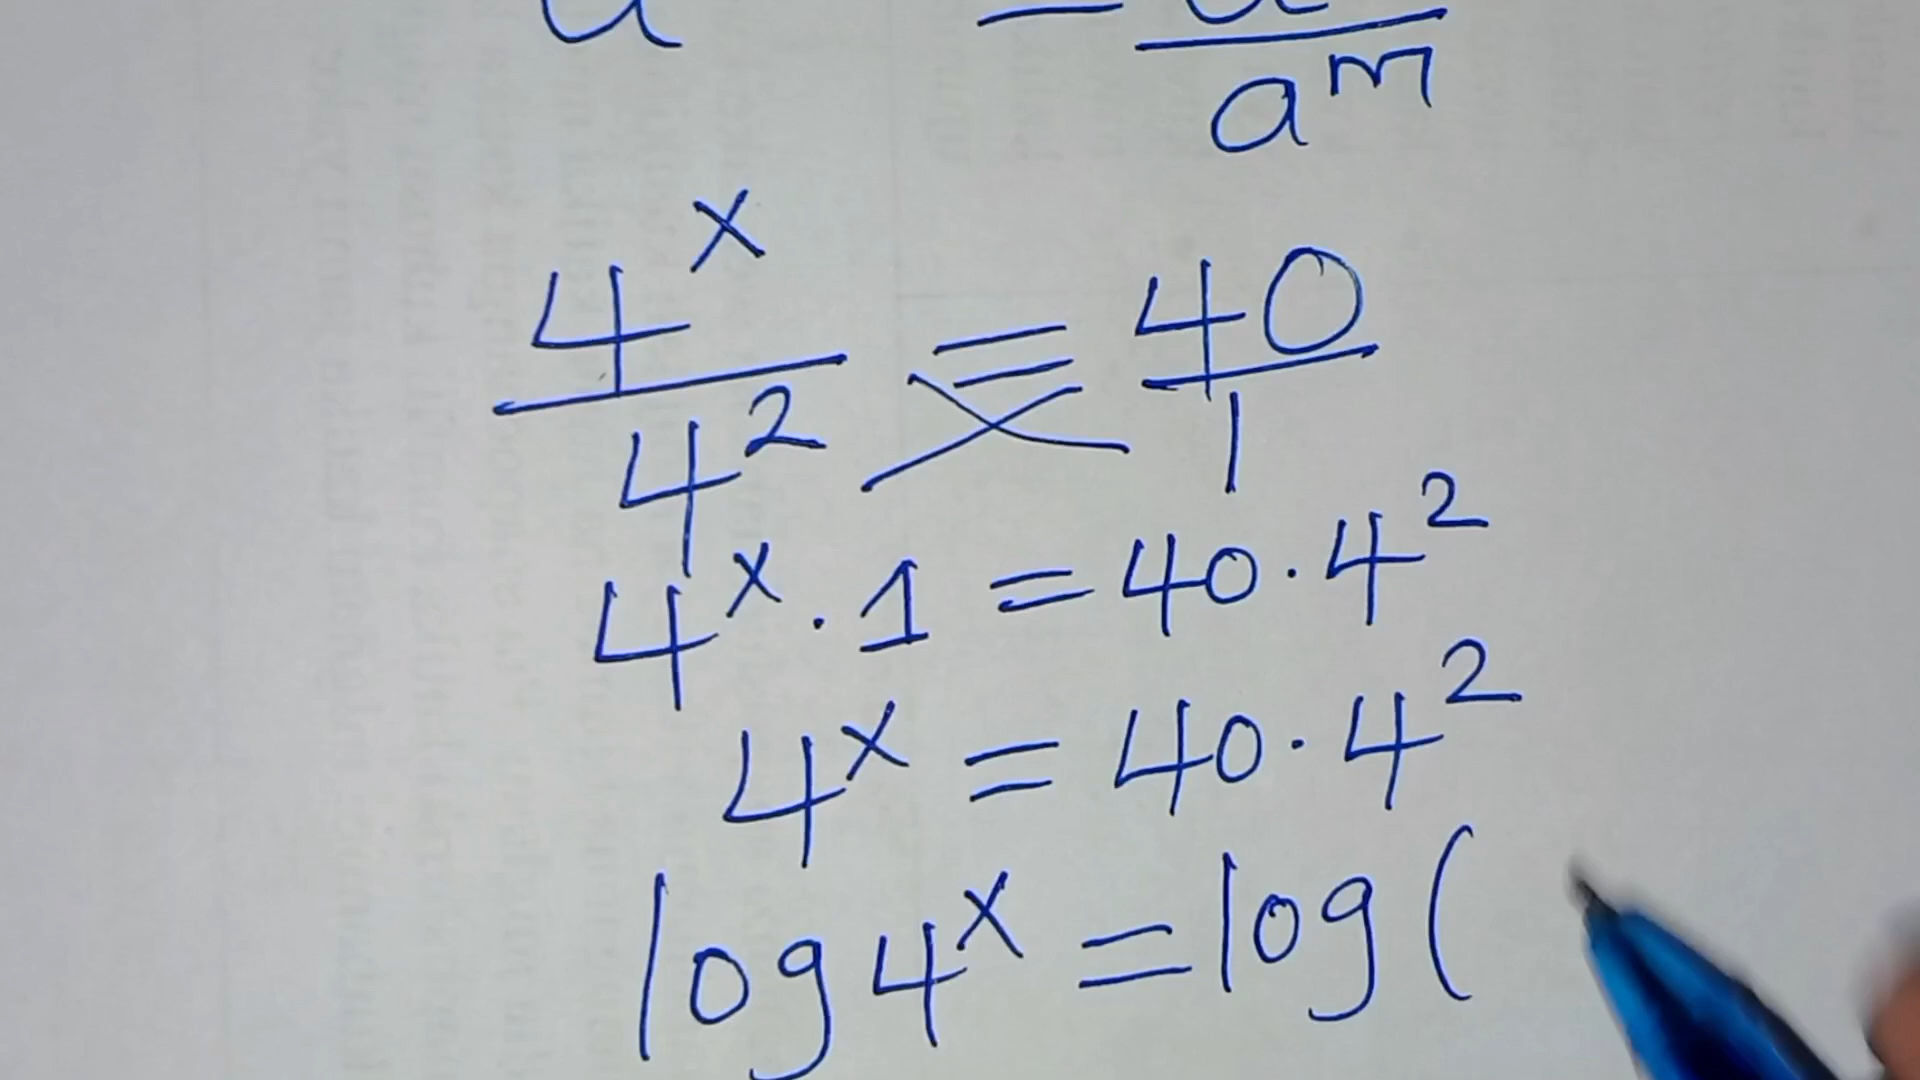 = a^m
4^x / 4^2 = 40 / 1
4^x · 1 = 40 · 4^2
4^x = 40 · 4^2
log 4^x = log (